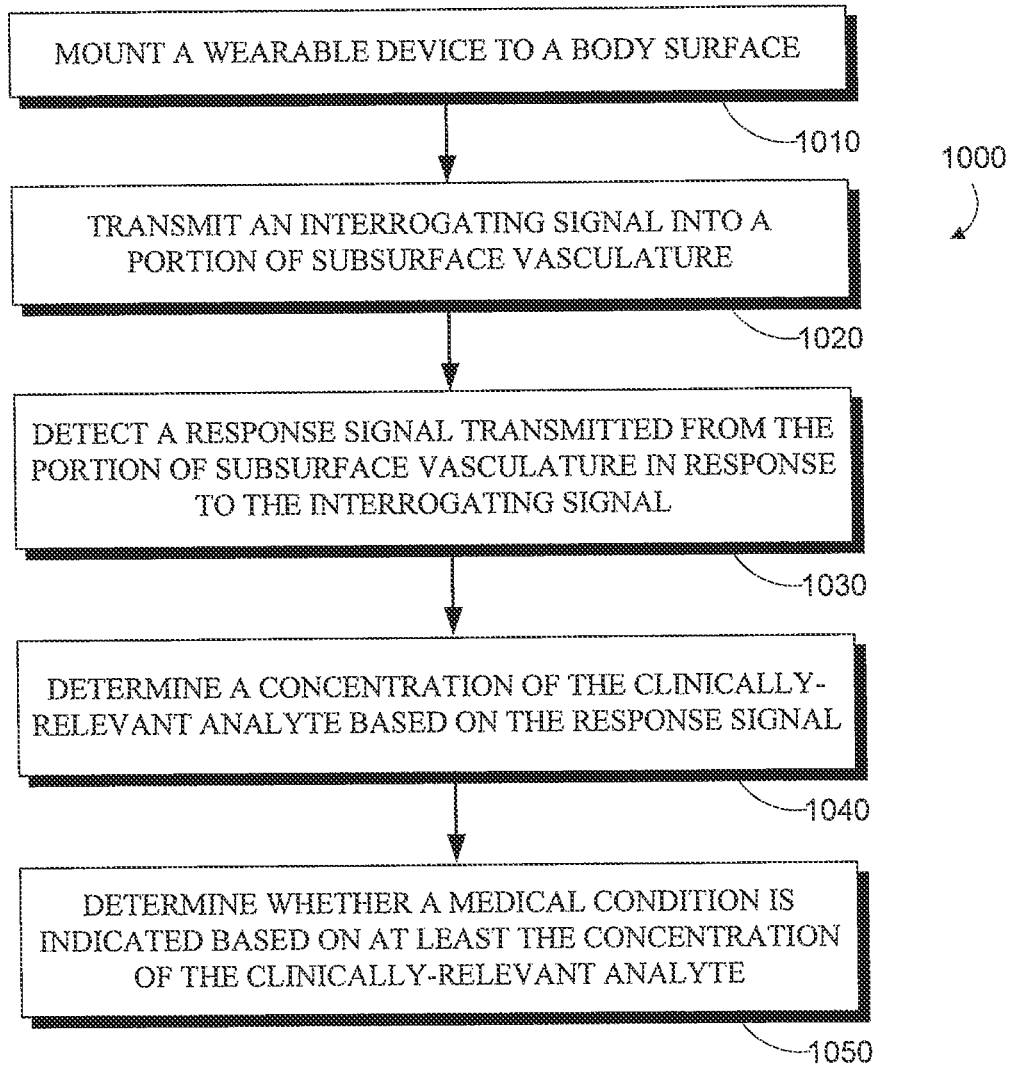 MOUNT A WEARABLE DEVICE TO A BODY SURFACE
1010
1000
TRANSMIT AN INTERROGATING SIGNAL INTO A
PORTION OF SUBSURFACE VASCULATURE
1020
DETECT A RESPONSE SIGNAL TRANSMITTED FROM THE
PORTION OF SUBSURFACE VASCULATURE IN RESPONSE
TO THE INTERROGATING SIGNAL
1030
DETERMINE A CONCENTRATION OF THE CLINICALLY-
RELEVANT ANALYTE BASED ON THE RESPONSE SIGNAL
1040
DETERMINE WHETHER A MEDICAL CONDITION IS
INDICATED BASED ON AT LEAST THE CONCENTRATION
OF THE CLINICALLY-RELEVANT ANALYTE
1050